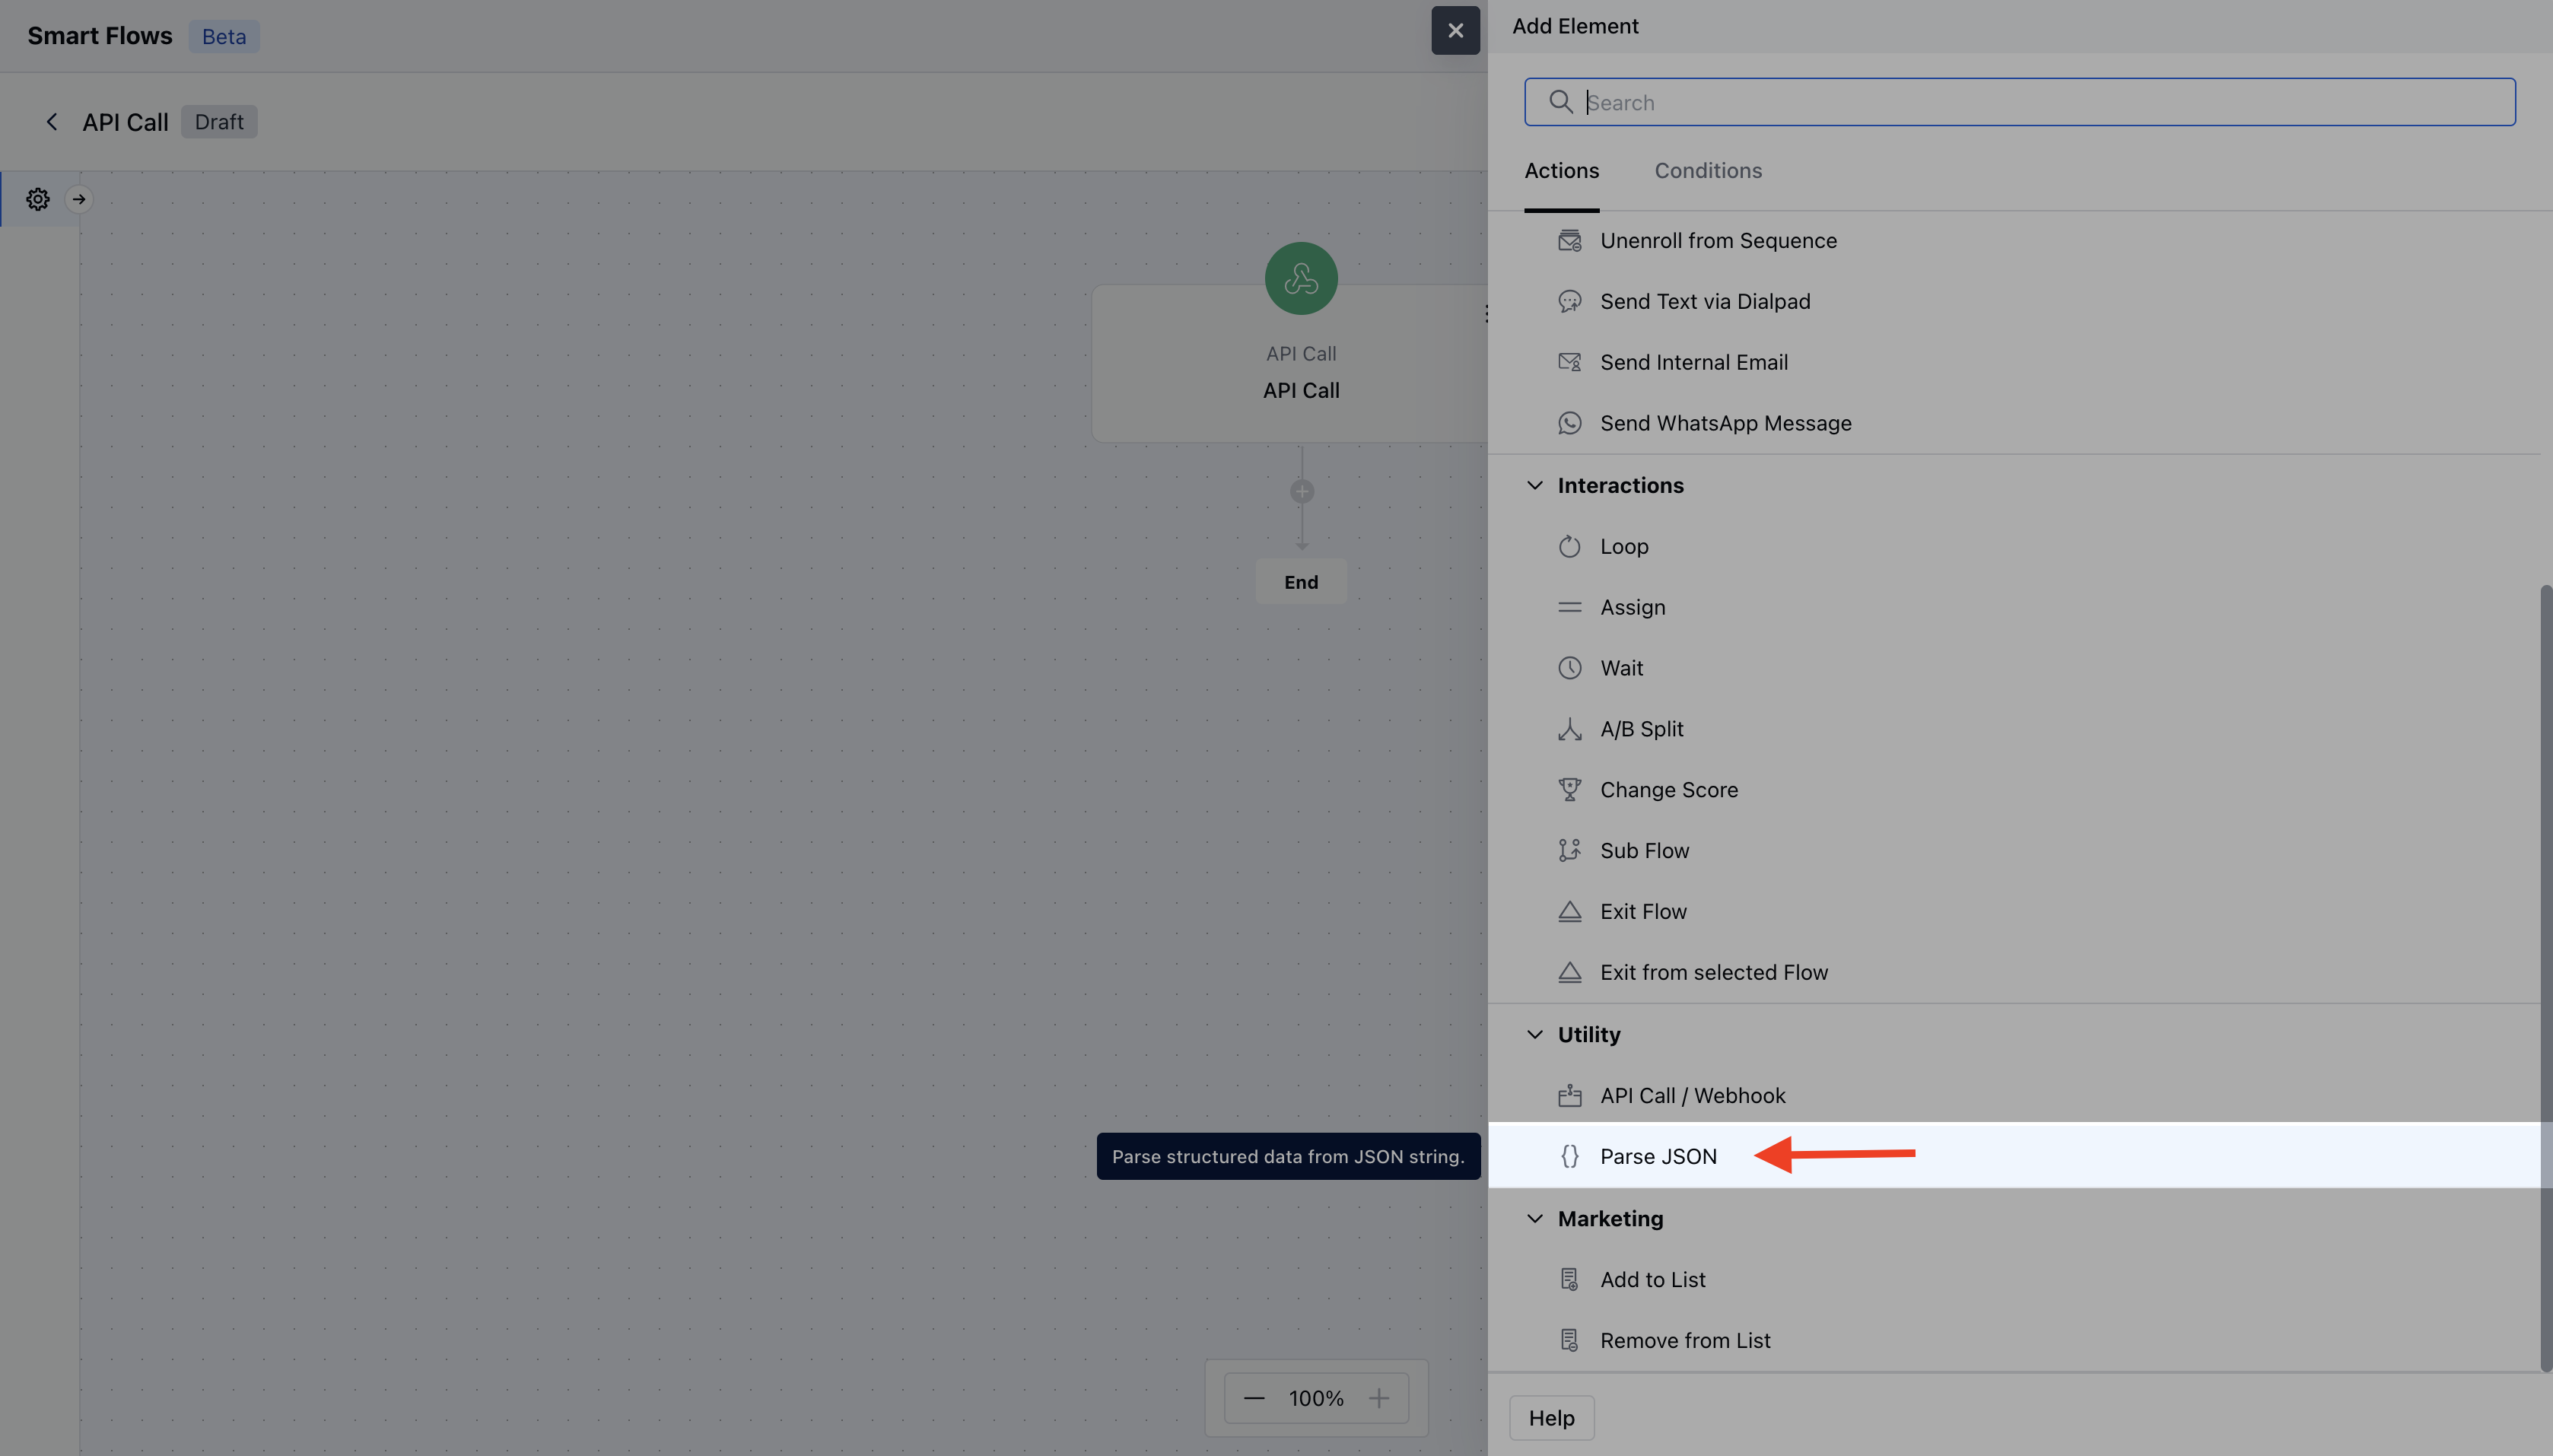 Smart Flows Beta
API Call Draft
API Call
API Call
End
Parse structured data from JSON string.
100%
Add Element
Search
Actions Conditions
Unenroll from Sequence
Send Text via Dialpad
Send Internal Email
Send WhatsApp Message
Interactions
Loop
Assign
Wait
A/B Split
Change Score
Sub Flow
Exit Flow
Exit from selected Flow
Utility
API Call / Webhook
{} Parse JSON
Marketing
Add to List
Remove from List
Help